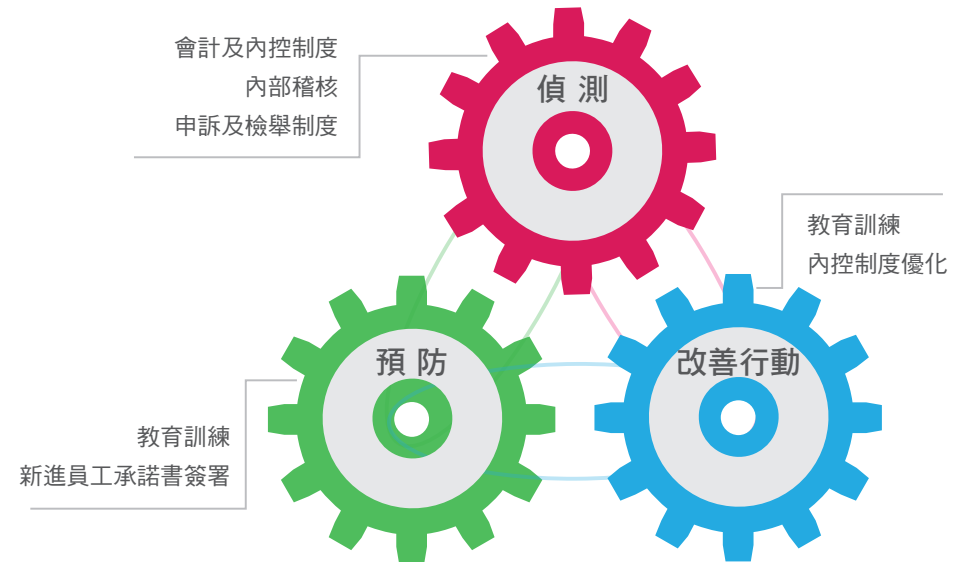 會計及內控制度
內部稽核
申訴及檢舉制度
偵測
教育訓練
內控制度優化
預防
改善行動
教育訓練
新進員工承諾書簽署